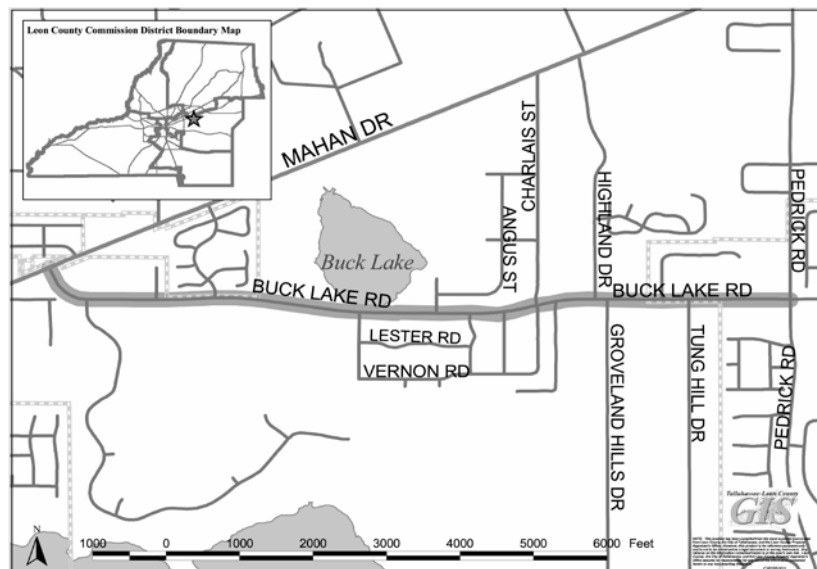 Leon County Commission District Boundary Map
MAHAN DR
CHARLAIS ST
ANGUS ST
HIGHLAND DR
PEDRICK RD
Buck Lake
BUCK LAKE RD
BUCK LAKE RD
LESTER RD
VERNON RD
GROVELAND HILLS DR
TUNG HILL DR
PEDRICK RD
Tallahassee-Leon County
GIS
N
1000 0 1000 2000 3000 4000 5000 6000 Feet